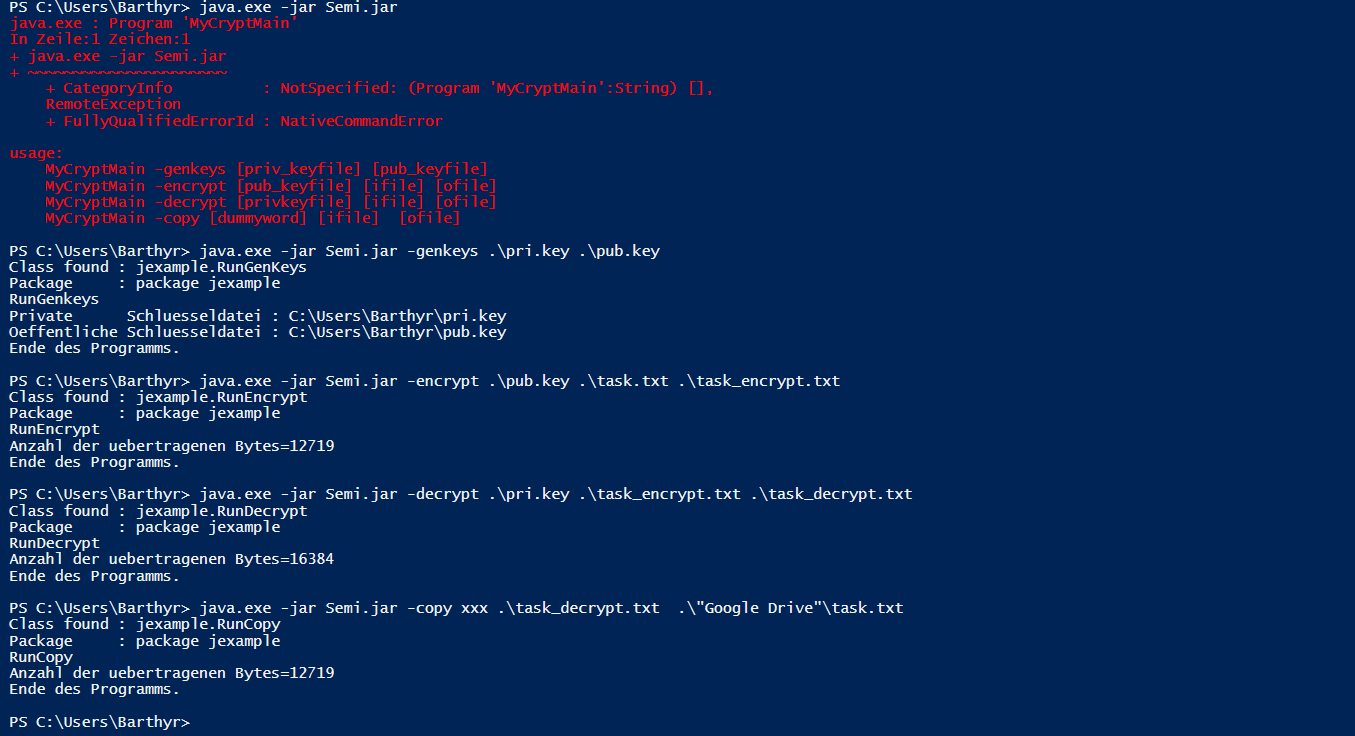 PS C:\Users\Barthyr> java.exe -jar Semi.jar
java.exe : Program 'MyCryptMain'
In Zeile:1 Zeichen:1
+ java.exe -jar Semi.jar
+ ~~~~~~~~~~~~~~~~~~~~~~
    + CategoryInfo          : NotSpecified: (Program 'MyCryptMain':String) [],
    RemoteException
    + FullyQualifiedErrorId : NativeCommandError

usage:
    MyCryptMain -genkeys [priv_keyfile] [pub_keyfile]
    MyCryptMain -encrypt [pub_keyfile] [ifile] [ofile]
    MyCryptMain -decrypt [privkeyfile] [ifile] [ofile]
    MyCryptMain -copy [dummyword] [ifile]  [ofile]

PS C:\Users\Barthyr> java.exe -jar Semi.jar -genkeys .\pri.key .\pub.key
Class found : jexample.RunGenKeys
Package     : package jexample
RunGenkeys
Private      Schluesseldatei : C:\Users\Barthyr\pri.key
Oeffentliche Schluesseldatei : C:\Users\Barthyr\pub.key
Ende des Programms.

PS C:\Users\Barthyr> java.exe -jar Semi.jar -encrypt .\pub.key .\task.txt .\task_encrypt.txt
Class found : jexample.RunEncrypt
Package     : package jexample
RunEncrypt
Anzahl der uebertragenen Bytes=12719
Ende des Programms.

PS C:\Users\Barthyr> java.exe -jar Semi.jar -decrypt .\pri.key .\task_encrypt.txt .\task_decrypt.txt
Class found : jexample.RunDecrypt
Package     : package jexample
RunDecrypt
Anzahl der uebertragenen Bytes=16384
Ende des Programms.

PS C:\Users\Barthyr> java.exe -jar Semi.jar -copy xxx .\task_decrypt.txt  .\"Google Drive"\task.txt
Class found : jexample.RunCopy
Package     : package jexample
RunCopy
Anzahl der uebertragenen Bytes=12719
Ende des Programms.

PS C:\Users\Barthyr>